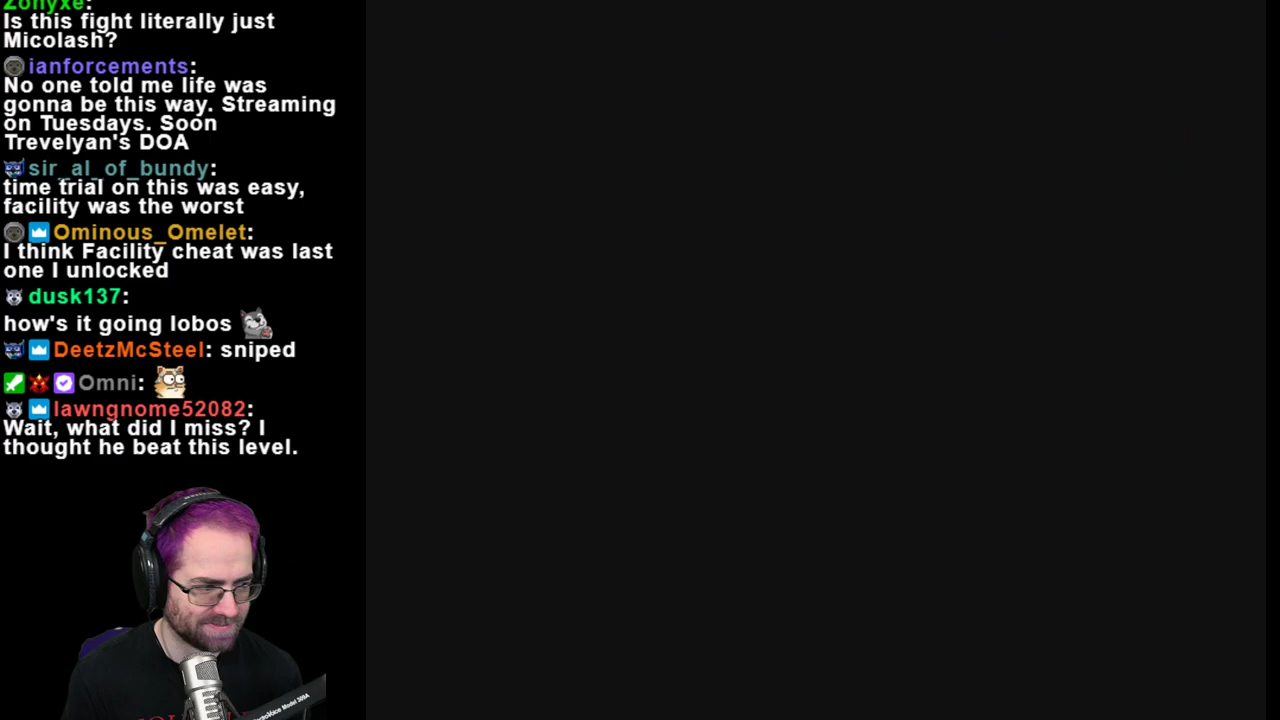 Zonyxe:
Is this fight literally just
Micolash?
ianforcements:
No one told me life was
gonna be this way. Streaming
on Tuesdays. Soon
Trevelyan's DOA
sir_al_of_bundy:
time trial on this was easy,
facility was the worst
Ominous_Omelet:
I think Facility cheat was last
one I unlocked
dusk137:
how's it going lobos
DeetzMcSteel: sniped
Omni:
lawngnome52082:
Wait, what did I miss? I
thought he beat this level.